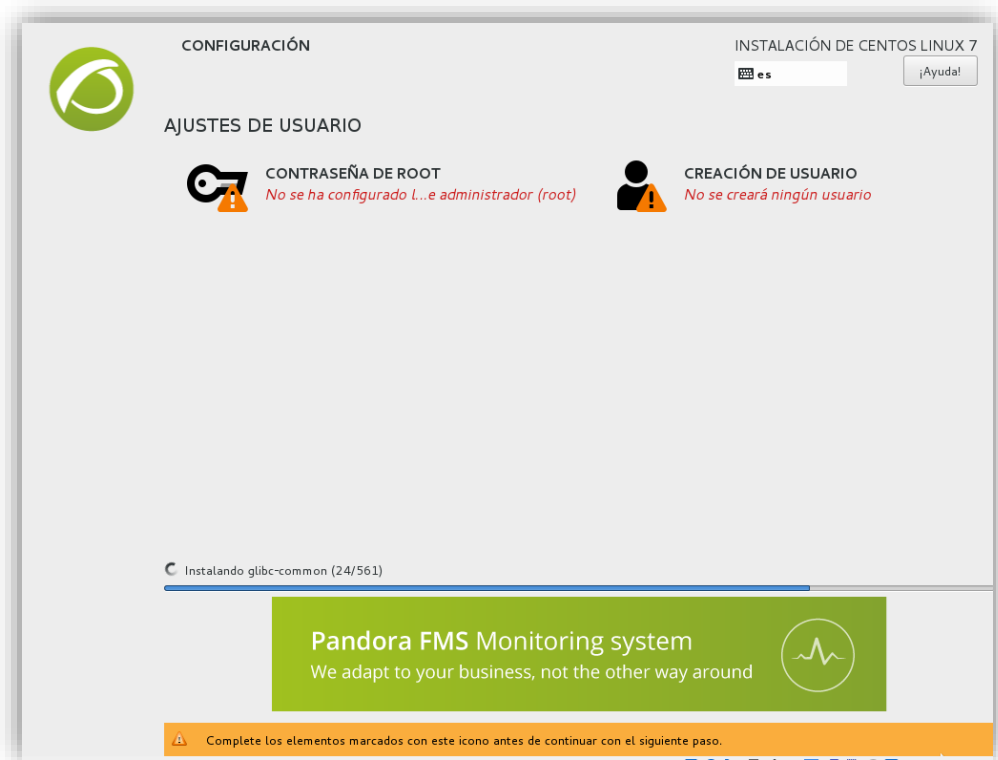 CONFIGURACIÓN
INSTALACIÓN DE CENTOS LINUX 7
es
¡Ayuda!
AJUSTES DE USUARIO
CONTRASEÑA DE ROOT
No se ha configurado l...e administrador (root)
CREACIÓN DE USUARIO
No se creará ningún usuario
Instalando glibc-common (24/561)
Pandora FMS Monitoring system
We adapt to your business, not the other way around
Complete los elementos marcados con este icono antes de continuar con el siguiente paso.